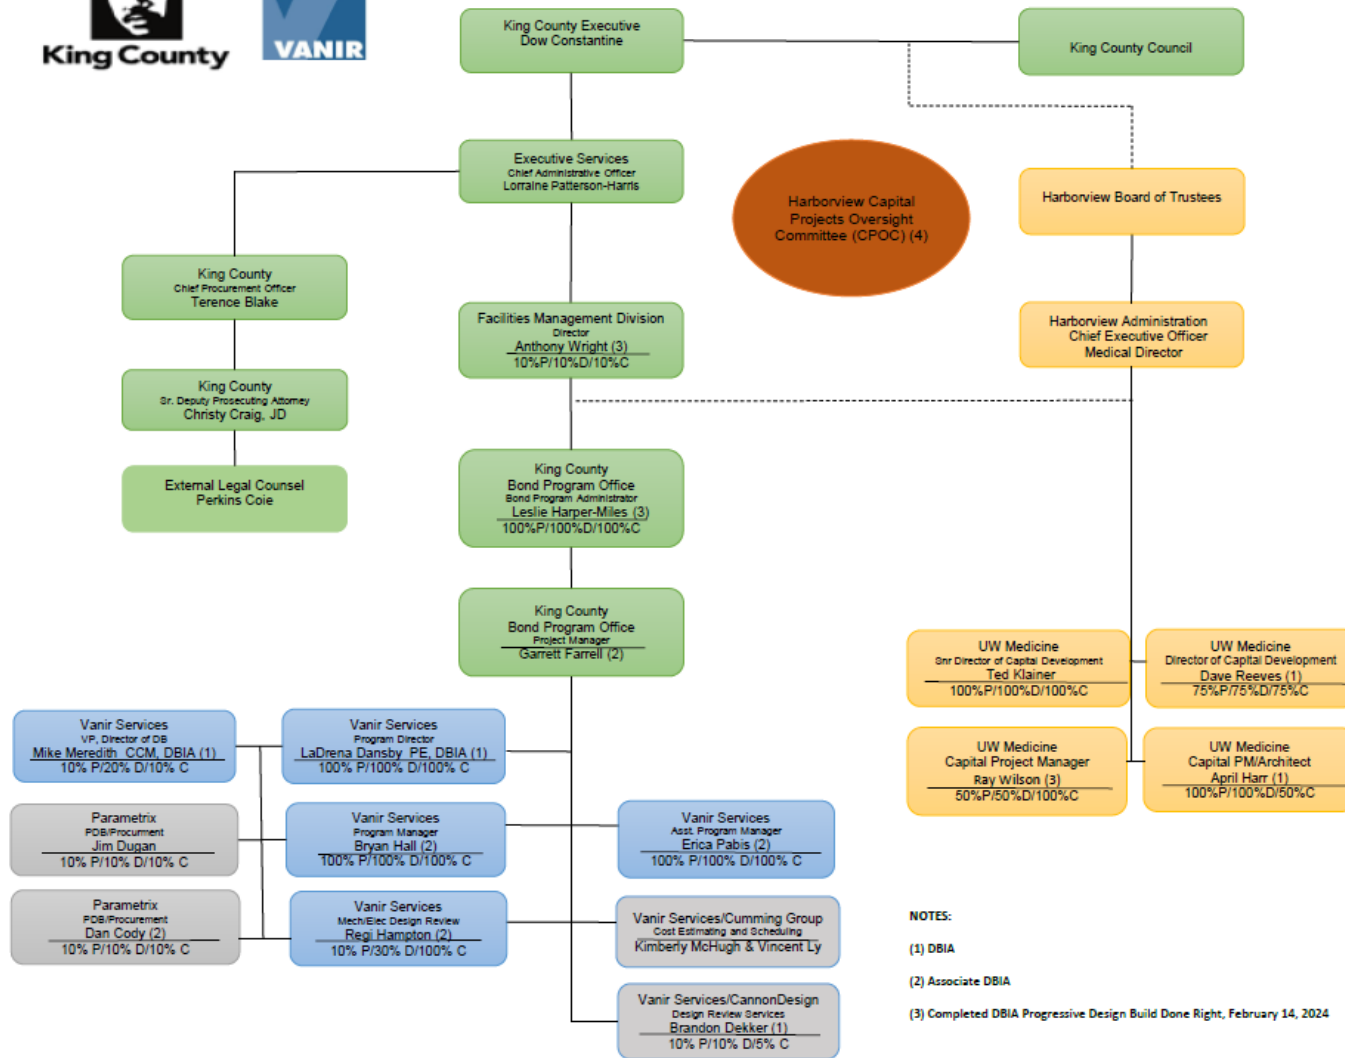 King County
VANIR
King County Executive
Dow Constantine
King County Council
Executive Services
Chief Administrative Officer
Lorraine Patterson-Harris
Harborview Capital
Projects Oversight
Committee (CPOC) (4)
Harborview Board of Trustees
King County
Chief Procurement Officer
Terence Blake
Facilities Management Division
Director
Anthony Wright (3)
10%P/10%D/10%C
Harborview Administration
Chief Executive Officer
Medical Director
King County
Sr. Deputy Prosecuting Attorney
Christy Craig, JD
External Legal Counsel
Perkins Coie
King County
Bond Program Office
Bond Program Administrator
Leslie Harper-Miles (3)
100%P/100%D/100%C
King County
Bond Program Office
Project Manager
Garrett Farrell (2)
UW Medicine
Snr Director of Capital Development
Ted Klainer
100%P/100%D/100%C
UW Medicine
Director of Capital Development
Dave Reeves (1)
75%P/75%D/75%C
UW Medicine
Capital Project Manager
Ray Wilson (3)
50%P/50%D/100%C
UW Medicine
Capital PM/Architect
April Harr (1)
100%P/100%D/50%C
Vanir Services
VP, Director of DB
Mike Meredith CCM, DBIA (1)
10% P/20% D/10% C
Vanir Services
Program Director
LaDrena Dansby PE, DBIA (1)
100% P/100% D/100% C
Parametrix
PDB/Procurment
Jim Dugan
10% P/10% D/10% C
Vanir Services
Program Manager
Bryan Hall (2)
100% P/100% D/100% C
Vanir Services
Asst. Program Manager
Erica Pabis (2)
100% P/100% D/100% C
Parametrix
PDB/Procurement
Dan Cody (2)
10% P/10% D/10% C
Vanir Services
Mech/Elec Design Review
Regi Hampton (2)
10% P/30% D/100% C
Vanir Services/Cumming Group
Cost Estimating and Scheduling
Kimberly McHugh & Vincent Ly
Vanir Services/CannonDesign
Design Review Services
Brandon Dekker (1)
10% P/10% D/5% C
NOTES:
(1) DBIA
(2) Associate DBIA
(3) Completed DBIA Progressive Design Build Done Right, February 14, 2024